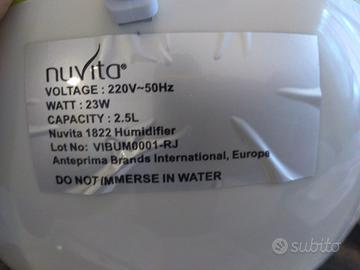 nuvita®
VOLTAGE : 220V~50Hz
WATT : 23W
CAPACITY : 2.5L
Nuvita 1822 Humidifier
Lot No: VIBUM0001-RJ
Anteprima Brands International, Europe
DO NOT IMMERSE IN WATER
subito